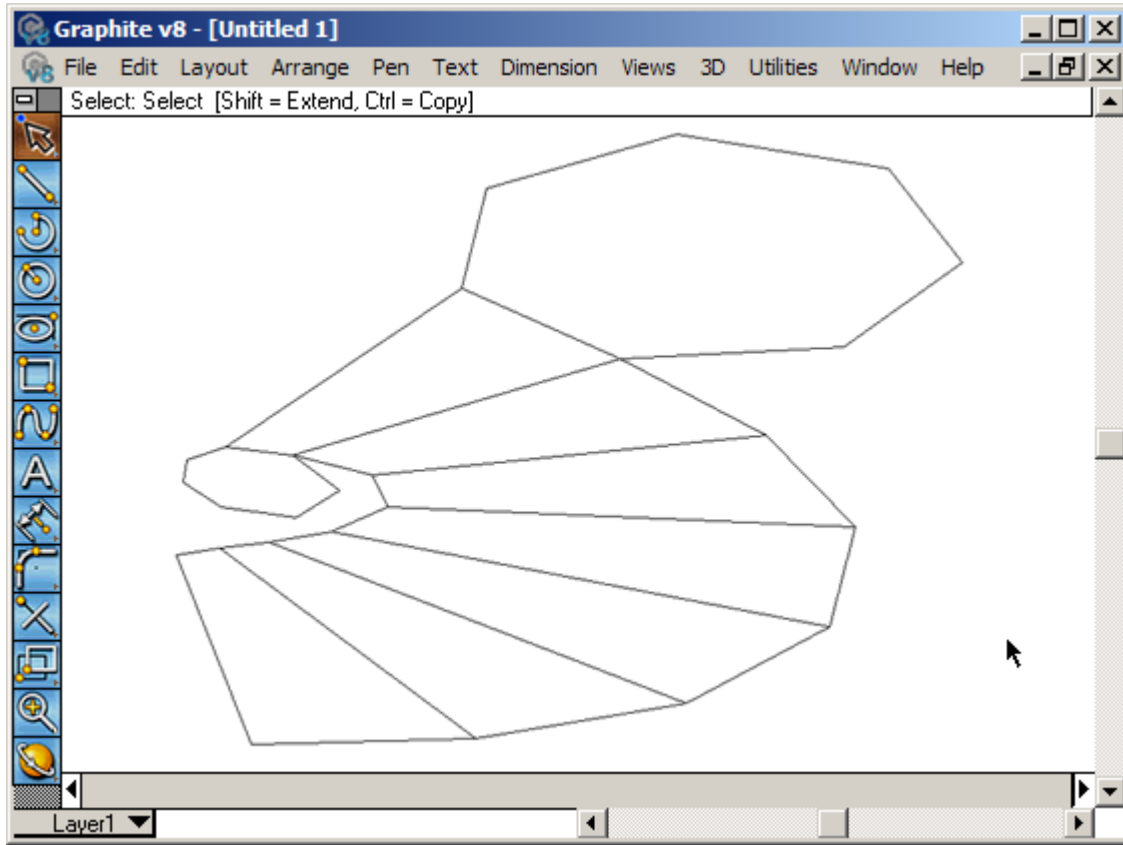 Graphite v8 - [Untitled 1]
File Edit Layout Arrange Pen Text Dimension Views 3D Utilities Window Help
Select: Select [Shift = Extend, Ctrl = Copy]
A
Layer1